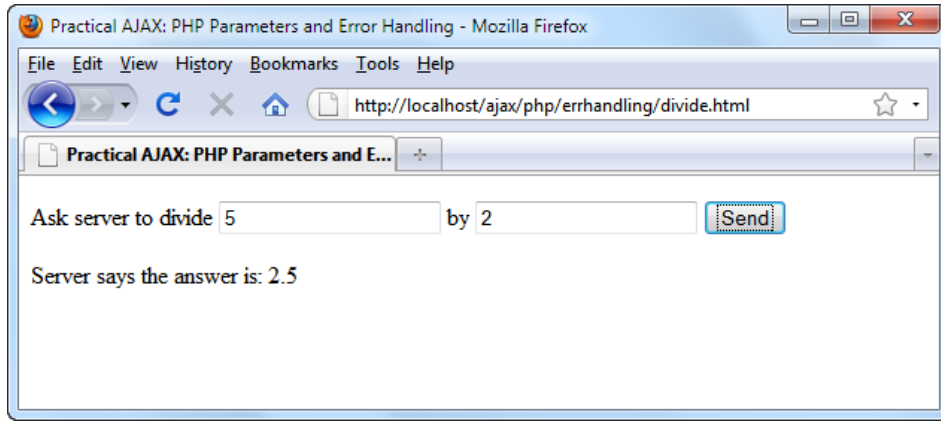 Practical AJAX: PHP Parameters and Error Handling - Mozilla Firefox
File Edit View History Bookmarks Tools Help
http://localhost/ajax/php/errhandling/divide.html
Practical AJAX: PHP Parameters and E...
Ask server to divide 5 by 2 Send
Server says the answer is: 2.5